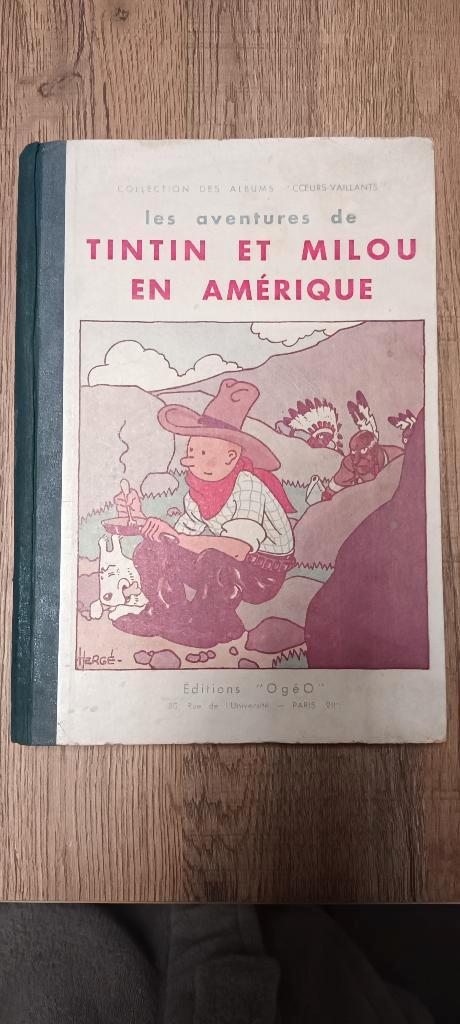 COLLECTION DES ALBUMS "CŒURS-VAILLANTS"
les aventures de
TINTIN ET MILOU
EN AMÉRIQUE
HERGÉ-
Éditions "OgéO"
80, Rue de l'Université — PARIS VIIᵉ